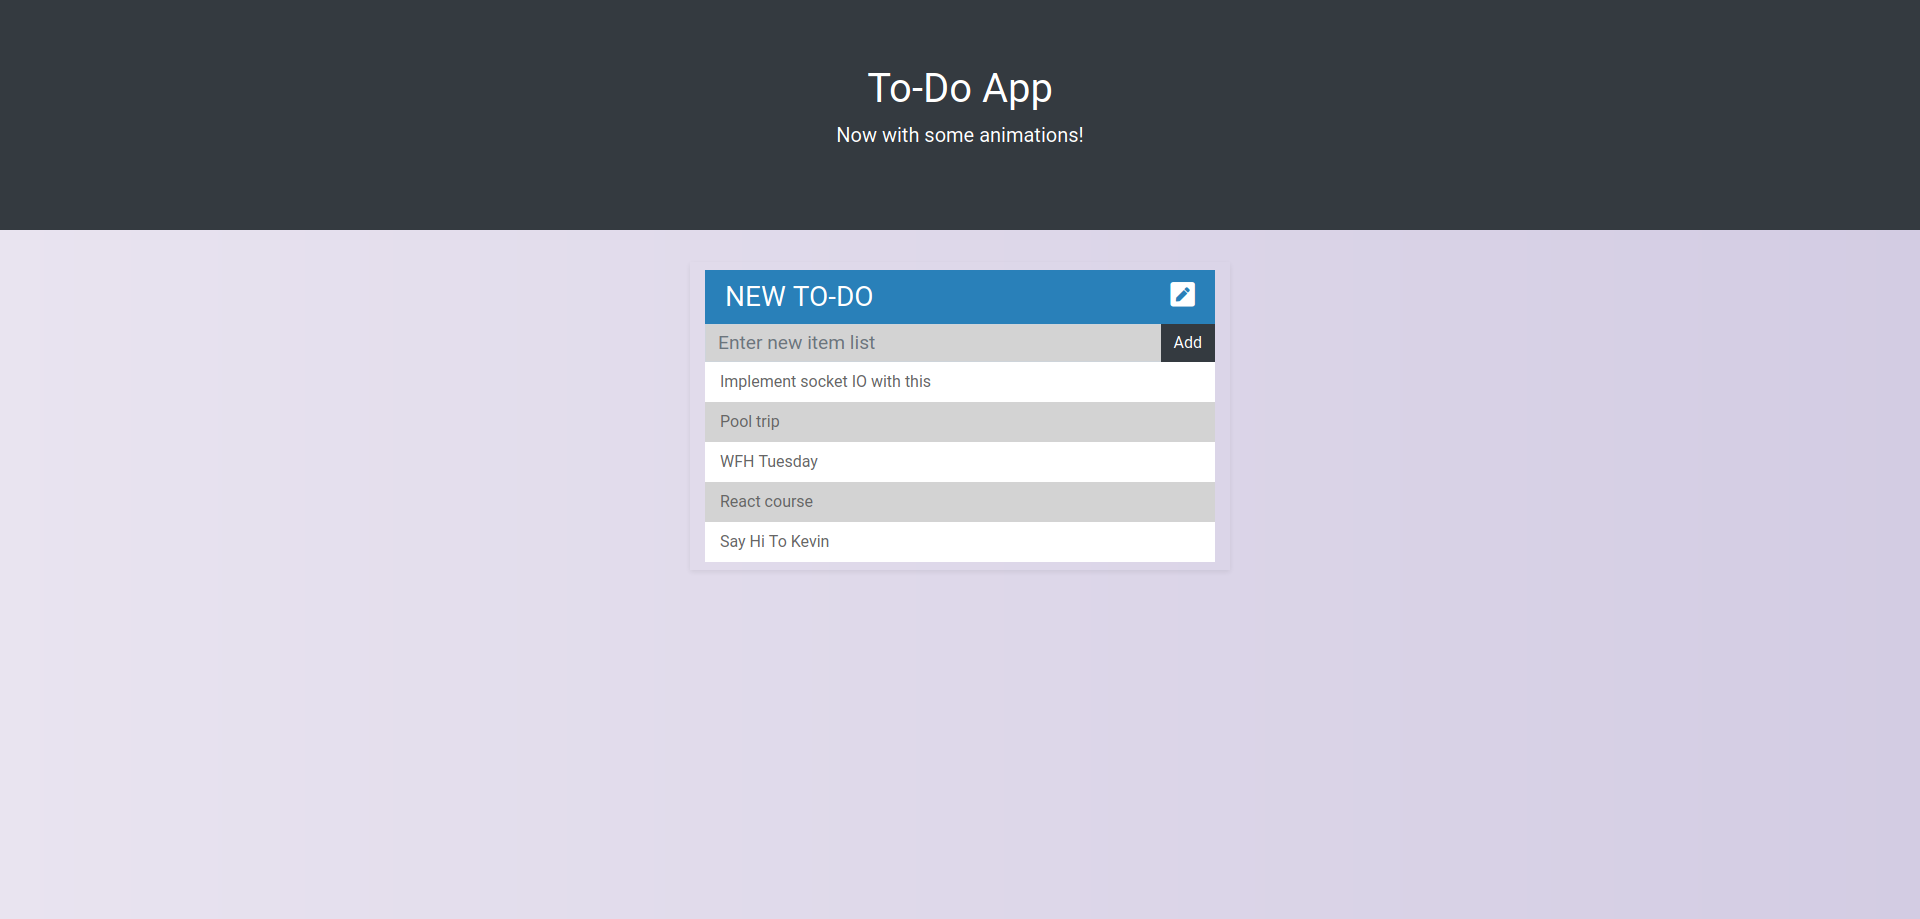 To-Do App
Now with some animations!
NEW TO-DO
Enter new item list
Add
Implement socket IO with this
Pool trip
WFH Tuesday
React course
Say Hi To Kevin